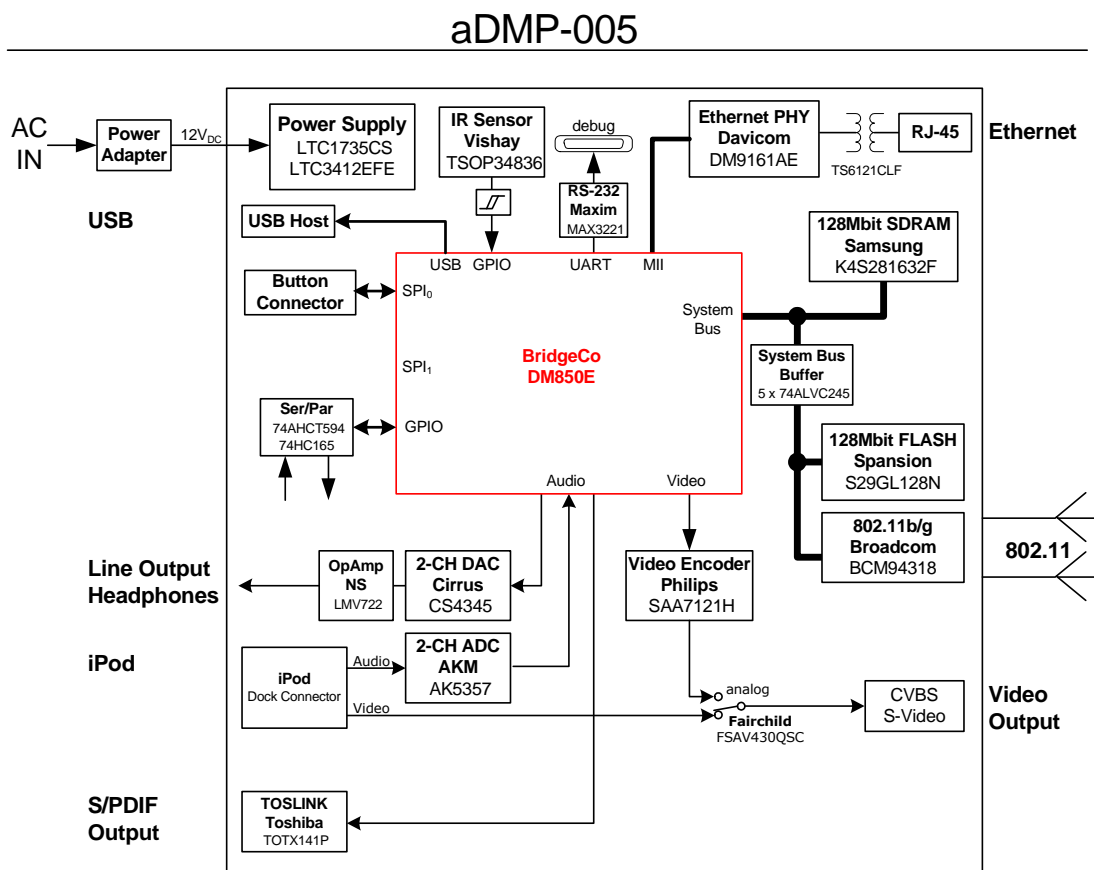 aDMP-005
AC
IN
Power
Adapter
12VDC
Power Supply
LTC1735CS
LTC3412EFE
IR Sensor
Vishay
TSOP34836
debug
RS-232
Maxim
MAX3221
Ethernet PHY
Davicom
DM9161AE
TS6121CLF
RJ-45
Ethernet
USB
USB Host
128Mbit SDRAM
Samsung
K4S281632F
USB
GPIO
UART
MII
Button
Connector
SPI0
System
Bus
BridgeCo
DM850E
SPI1
System Bus
Buffer
5 x 74ALVC245
Ser/Par
74AHCT594
74HC165
GPIO
128Mbit FLASH
Spansion
S29GL128N
Audio
Video
802.11b/g
Broadcom
BCM94318
802.11
Line Output
Headphones
OpAmp
NS
LMV722
2-CH DAC
Cirrus
CS4345
Video Encoder
Philips
SAA7121H
iPod
iPod
Dock Connector
Audio
Video
2-CH ADC
AKM
AK5357
analog
Fairchild
FSAV430QSC
CVBS
S-Video
Video
Output
S/PDIF
Output
TOSLINK
Toshiba
TOTX141P